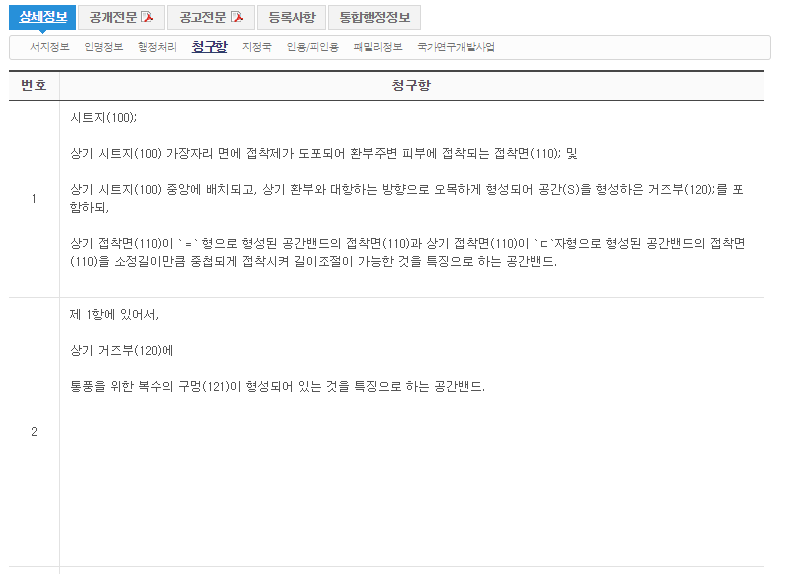 상세정보 공개전문 공고전문 등록사항 통합행정정보
서지정보 인명정보 행정처리 청구항 지정국 인용/피인용 패밀리정보 국가연구개발사업
번호 청구항
시트지(100);
상기 시트지(100) 가장자리 면에 접착제가 도포되어 환부주변 피부에 접착되는 접착면(110); 및
1
상기 시트지(100) 중앙에 배치되고, 상기 환부와 대향하는 방향으로 오목하게 형성되어 공간(S)을 형성하은 거즈부(120);를 포
함하되,
상기 접착면(110)이 `=` 형으로 형성된 공간밴드의 접착면(110)과 상기 접착면(110)이 `ㄷ`자형으로 형성된 공간밴드의 접착면
(110)을 소정길이만큼 중첩되게 접착시켜 길이조절이 가능한 것을 특징으로 하는 공간밴드.
제 1항에 있어서,
상기 거즈부(120)에
통풍을 위한 복수의 구멍(121)이 형성되어 있는 것을 특징으로 하는 공간밴드.
2